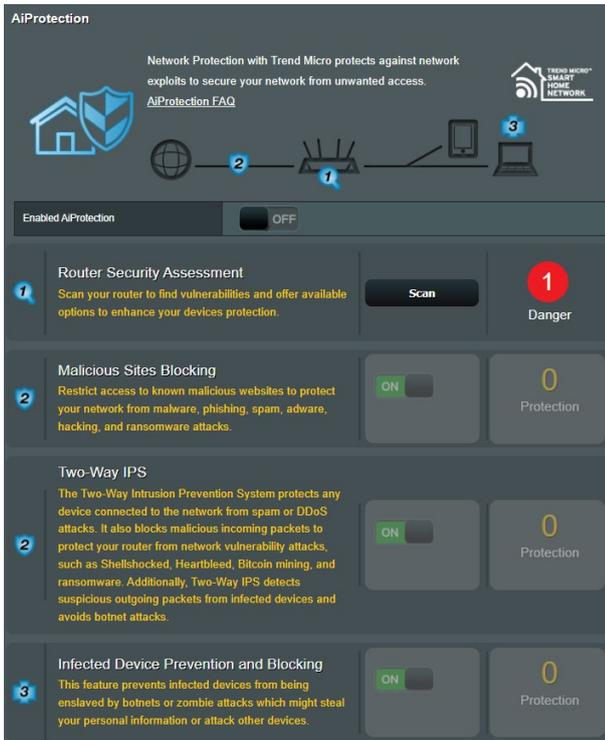 AiProtection
Network Protection with Trend Micro protects against network
exploits to secure your network from unwanted access.
AiProtection FAQ
TREND MICRO™
SMART
HOME
NETWORK
2
1
3
Enabled AiProtection
OFF
1
Router Security Assessment
Scan your router to find vulnerabilities and offer available
options to enhance your devices protection.
Scan
1
Danger
2
Malicious Sites Blocking
Restrict access to known malicious websites to protect
your network from malware, phishing, spam, adware,
hacking, and ransomware attacks.
ON
0
Protection
2
Two-Way IPS
The Two-Way Intrusion Prevention System protects any
device connected to the network from spam or DDoS
attacks. It also blocks malicious incoming packets to
protect your router from network vulnerability attacks,
such as Shellshocked, Heartbleed, Bitcoin mining, and
ransomware. Additionally, Two-Way IPS detects
suspicious outgoing packets from infected devices and
avoids botnet attacks.
ON
0
Protection
3
Infected Device Prevention and Blocking
This feature prevents infected devices from being
enslaved by botnets or zombie attacks which might steal
your personal information or attack other devices.
ON
0
Protection